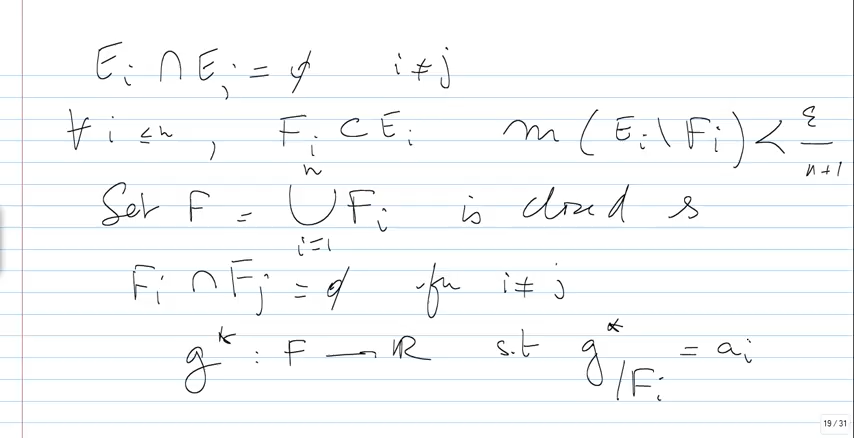 E_i ∩ E_j = ∅ i ≠ j
∀ i ≤ n , F_i ⊂ E_i m ( E_i \ F_i ) < ε/(n+1)
Set F = ⋃_{i=1}^{n} F_i is closed &
F_i ∩ F_j = ∅ for i ≠ j
g* : F → ℝ s.t g*_{/F_i} = a_i
19 / 31